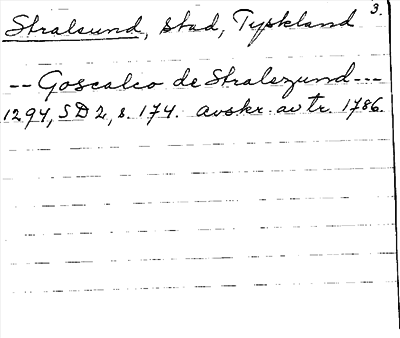 3.
Stralsund, stad, Tyskland
-- Goscalco de Stralezund ---
1294, SD 2, s. 174. avskr. av tr. 1786.